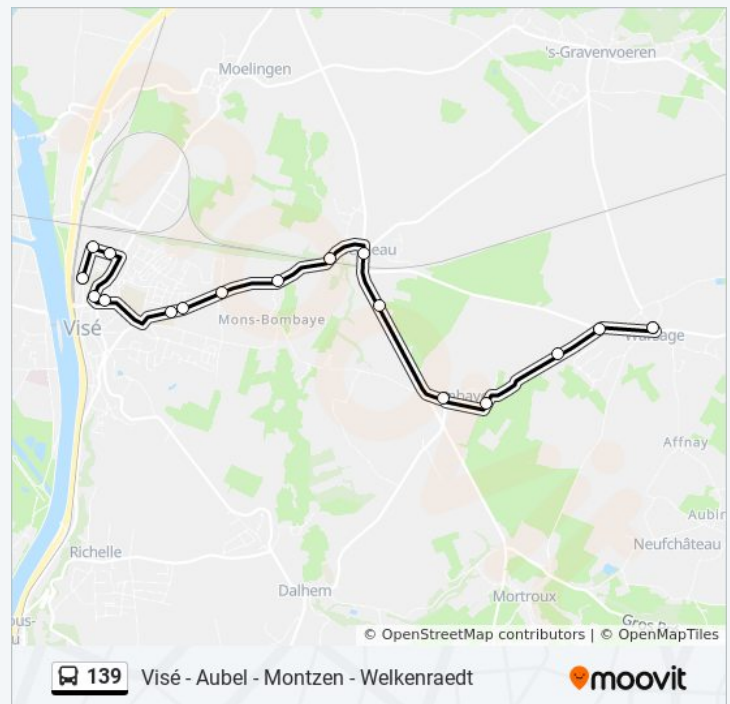 's-Gravenvoeren
Moelingen
eau
Visé
Mons-Bombaye
Warsage
Affnay
Aubin
Neufchâteau
Richelle
Dalhem
Mortroux
© OpenStreetMap contributors | © OpenMapTiles
139 Visé - Aubel - Montzen - Welkenraedt
moovit